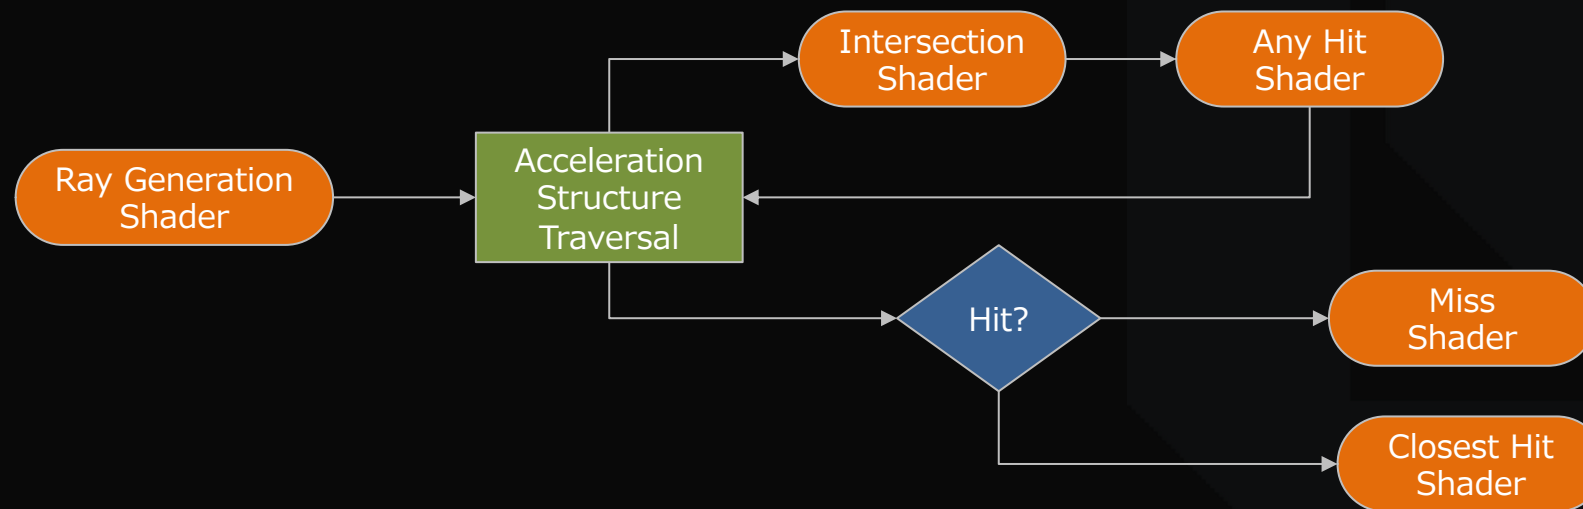 Intersection
Shader
Any Hit
Shader
Ray Generation
Shader
Acceleration
Structure
Traversal
Hit?
Miss
Shader
Closest Hit
Shader